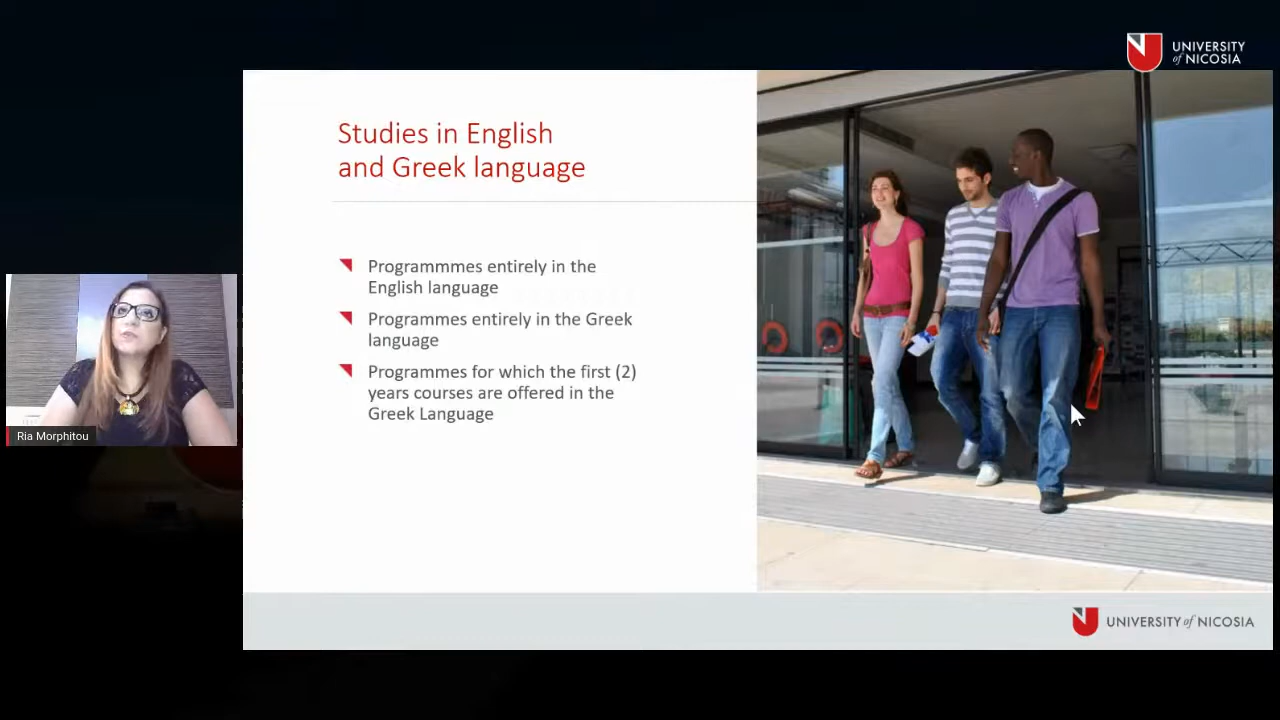 UNIVERSITY
of NICOSIA
Studies in English
and Greek language
Programmmes entirely in the
English language
Programmes entirely in the Greek
language
Programmes for which the first (2)
years courses are offered in the
Greek Language
Ria Morphitou
UNIVERSITY of NICOSIA